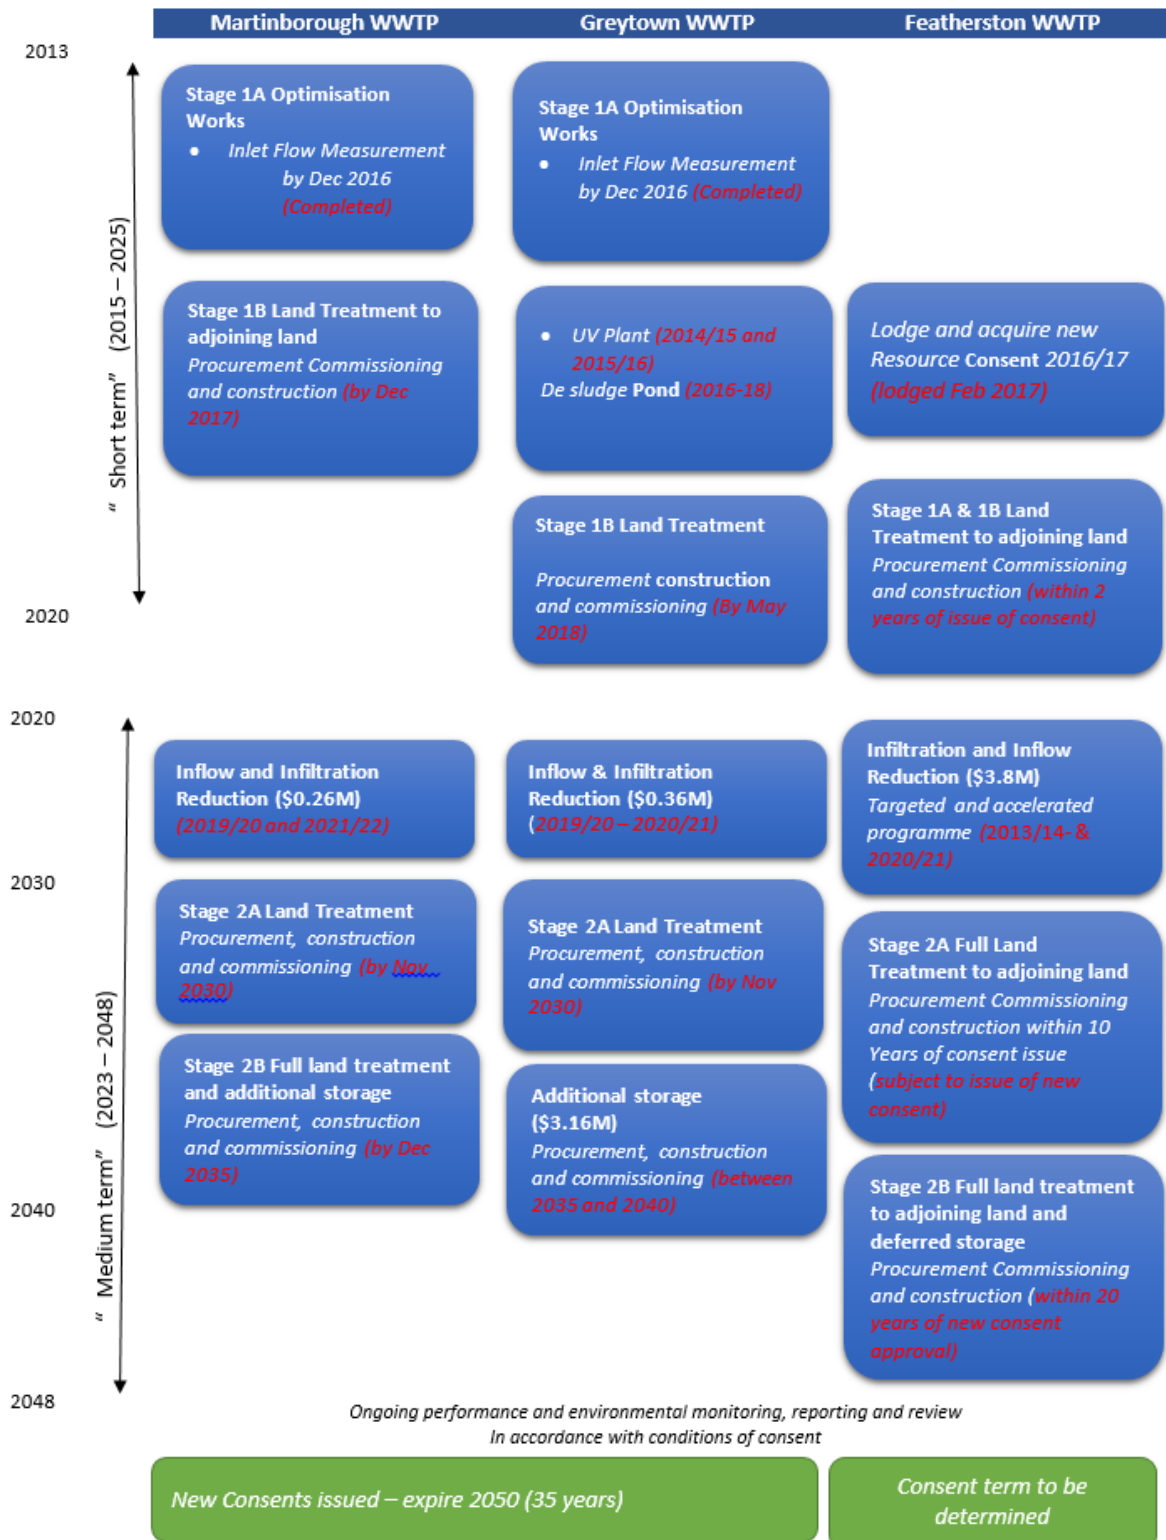 Martinborough WWTP
Greytown WWTP
Featherston WWTP
2013
Stage 1A Optimisation
Works
• Inlet Flow Measurement
by Dec 2016
(Completed)
Stage 1A Optimisation
Works
• Inlet Flow Measurement
by Dec 2016 (Completed)
“ Short term” (2015 – 2025)
Stage 1B Land Treatment to
adjoining land
Procurement Commissioning
and construction (by Dec
2017)
• UV Plant (2014/15 and
2015/16)
De sludge Pond (2016-18)
Lodge and acquire new
Resource Consent 2016/17
(lodged Feb 2017)
Stage 1B Land Treatment
Procurement construction
and commissioning (By May
2018)
Stage 1A & 1B Land
Treatment to adjoining land
Procurement Commissioning
and construction (within 2
years of issue of consent)
2020
2020
Inflow and Infiltration
Reduction ($0.26M)
(2019/20 and 2021/22)
Inflow & Infiltration
Reduction ($0.36M)
(2019/20 – 2020/21)
Infiltration and Inflow
Reduction ($3.8M)
Targeted and accelerated
programme (2013/14- &
2020/21)
2030
“ Medium term” (2023 – 2048)
Stage 2A Land Treatment
Procurement, construction
and commissioning (by Nov
2030)
Stage 2A Land Treatment
Procurement, construction
and commissioning (by Nov
2030)
Stage 2A Full Land
Treatment to adjoining land
Procurement Commissioning
and construction within 10
Years of consent issue
(subject to issue of new
consent)
Stage 2B Full land treatment
and additional storage
Procurement, construction
and commissioning (by Dec
2035)
Additional storage
($3.16M)
Procurement, construction
and commissioning (between
2035 and 2040)
2040
Stage 2B Full land treatment
to adjoining land and
deferred storage
Procurement Commissioning
and construction (within 20
years of new consent
approval)
2048
Ongoing performance and environmental monitoring, reporting and review
In accordance with conditions of consent
New Consents issued – expire 2050 (35 years)
Consent term to be
determined